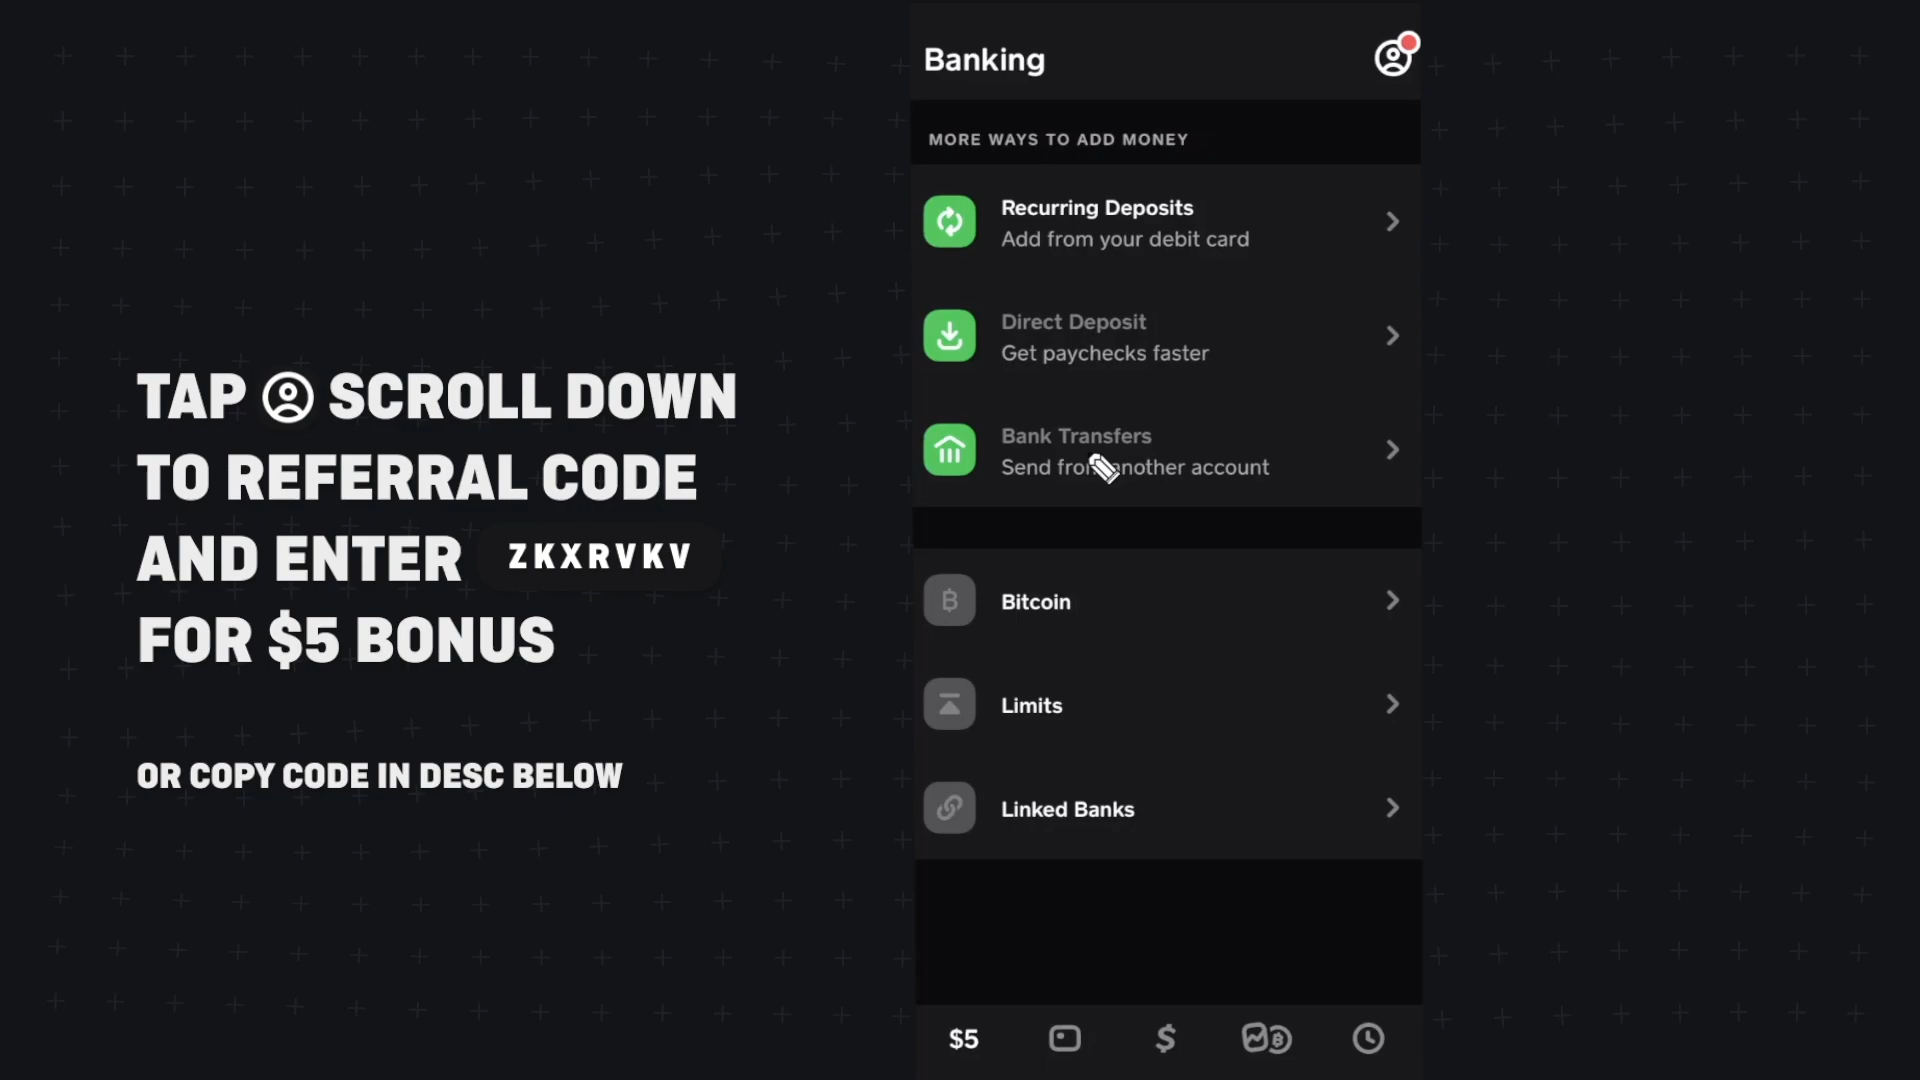 TAP SCROLL DOWN
TO REFERRAL CODE
AND ENTER ZKXRVKV
FOR $5 BONUS
OR COPY CODE IN DESC BELOW
Banking
MORE WAYS TO ADD MONEY
Recurring Deposits
Add from your debit card
Direct Deposit
Get paychecks faster
Bank Transfers
Send from another account
Bitcoin
Limits
Linked Banks
$5